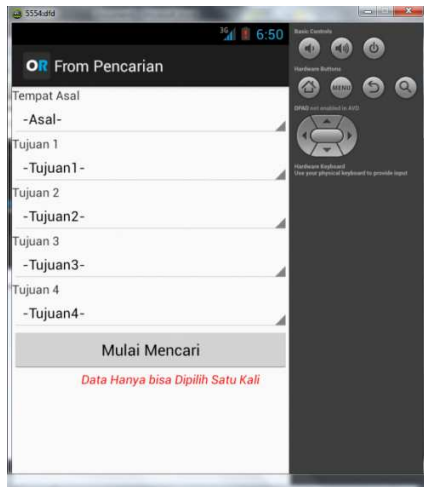 5554:dfd
3G 6:50
OR From Pencarian
Tempat Asal
-Asal-
Tujuan 1
-Tujuan1-
Tujuan 2
-Tujuan2-
Tujuan 3
-Tujuan3-
Tujuan 4
-Tujuan4-
Mulai Mencari
Data Hanya bisa Dipilih Satu Kali
Basic Controls
Hardware Buttons
MENU
DPAD not enabled in AVD
Hardware Keyboard
Use your physical keyboard to provide input